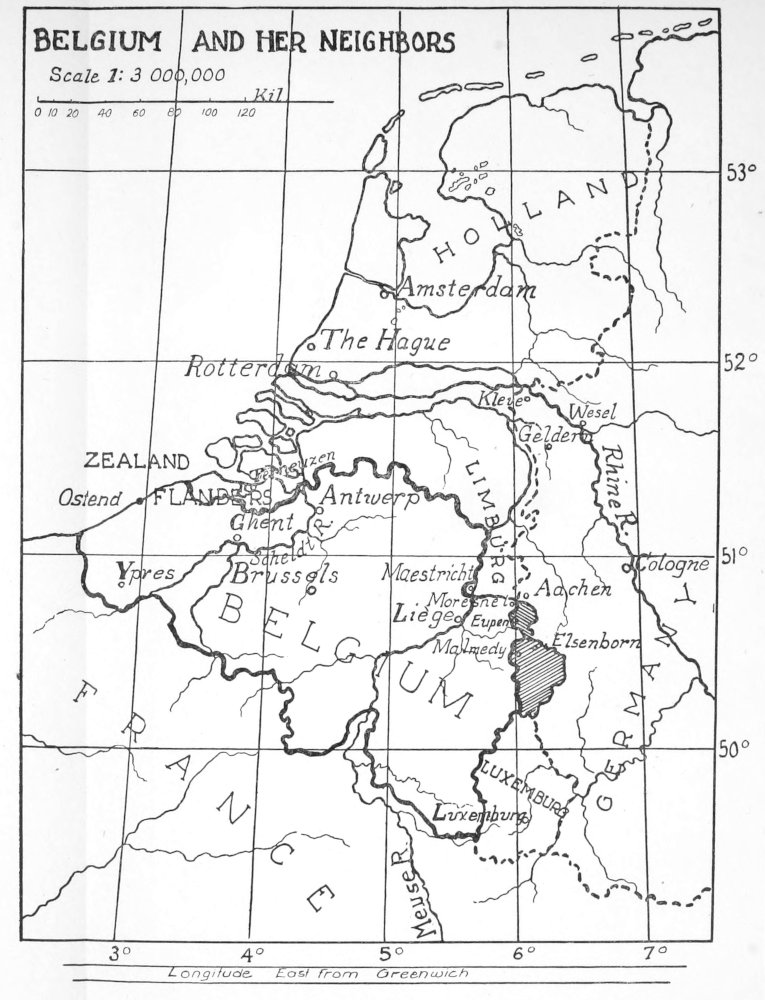 BELGIUM AND HER NEIGHBORS
Scale 1: 3 000,000
Kil.
0 10 20 40 60 80 100 120
53°
HOLLAND
Amsterdam
The Hague
52°
Rotterdam
Kleve
Wesel
Geldern
ZEALAND
Terneuzen
Rhine R.
LIMBURG
Ostend
FLANDERS
Antwerp
Ghent
Scheldt R.
51°
Ypres
Brussels
Maestricht
Cologne
Aachen
Moresnet
BELGIUM
Liège
Eupen
Elsenborn
Malmedy
GERMANY
FRANCE
50°
LUXEMBURG
Luxemburg
Meuse R.
3° 4° 5° 6° 7°
Longitude East from Greenwich